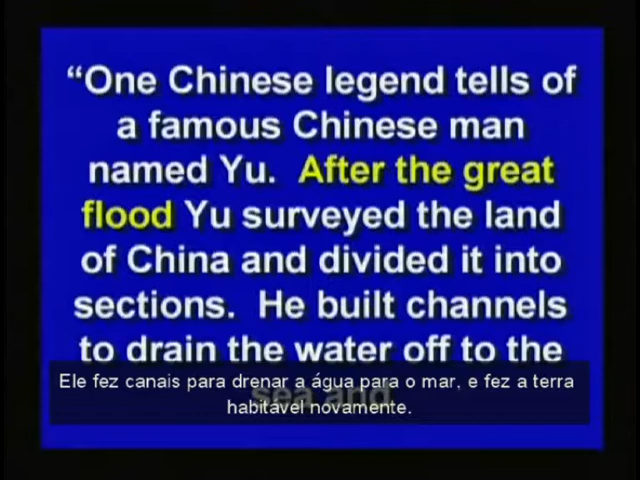 “One Chinese legend tells of
a famous Chinese man
named Yu. After the great
flood Yu surveyed the land
of China and divided it into
sections. He built channels
to drain the water off to the
sea and
Ele fez canais para drenar a água para o mar, e fez a terra
habitável novamente.